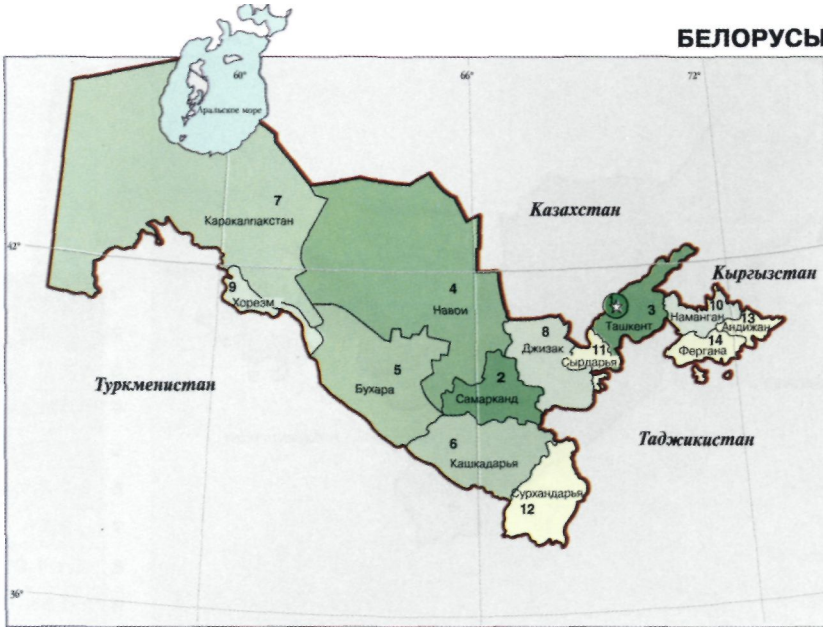 БЕЛОРУСЫ
60°
66°
72°
Аральское море
7
Каракалпакстан
Казахстан
42°
Кыргызстан
9
Хорезм
4
Навои
1
3
Ташкент
10
Наманган
13
Андижан
14
Фергана
8
Джизак
11
Сырдарья
5
Бухара
2
Самарканд
Туркменистан
Таджикистан
6
Кашкадарья
Сурхандарья
12
36°